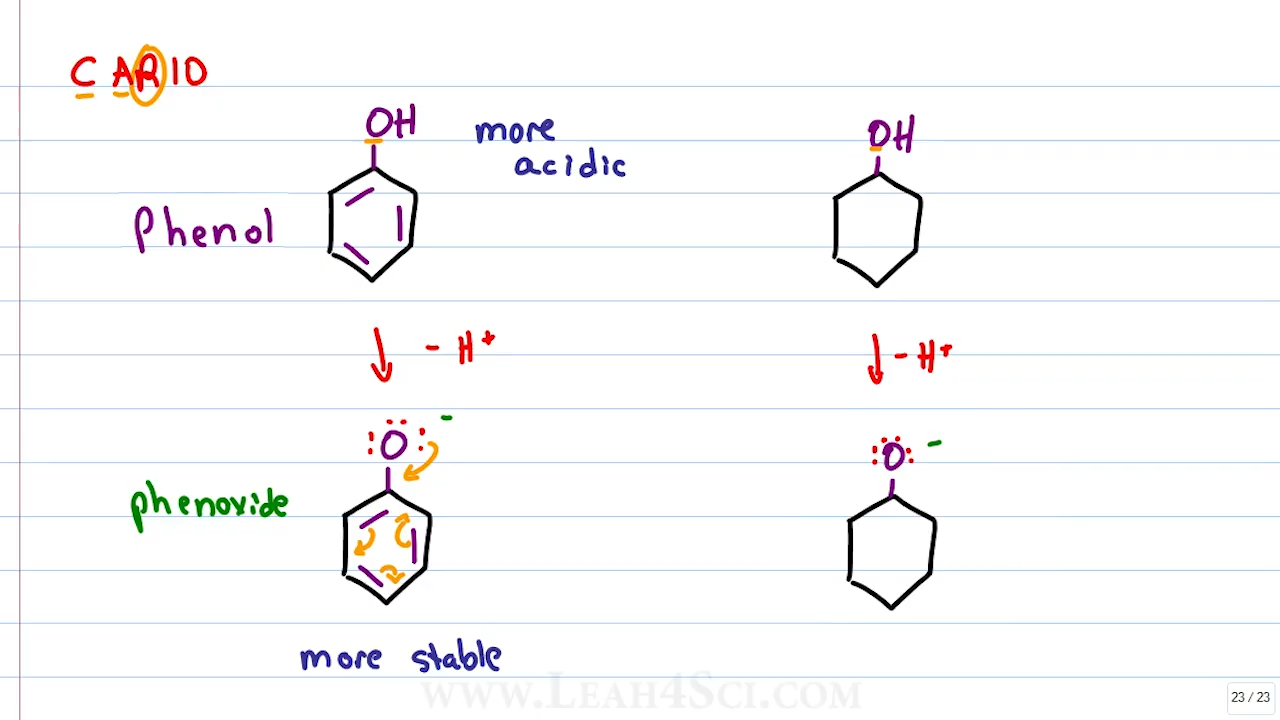 CARIO
OH
more
acidic
OH
Phenol
- H+
- H+
:O: -
:O: -
phenoxide
more stable
www.Leah4Sci.com
23 / 23